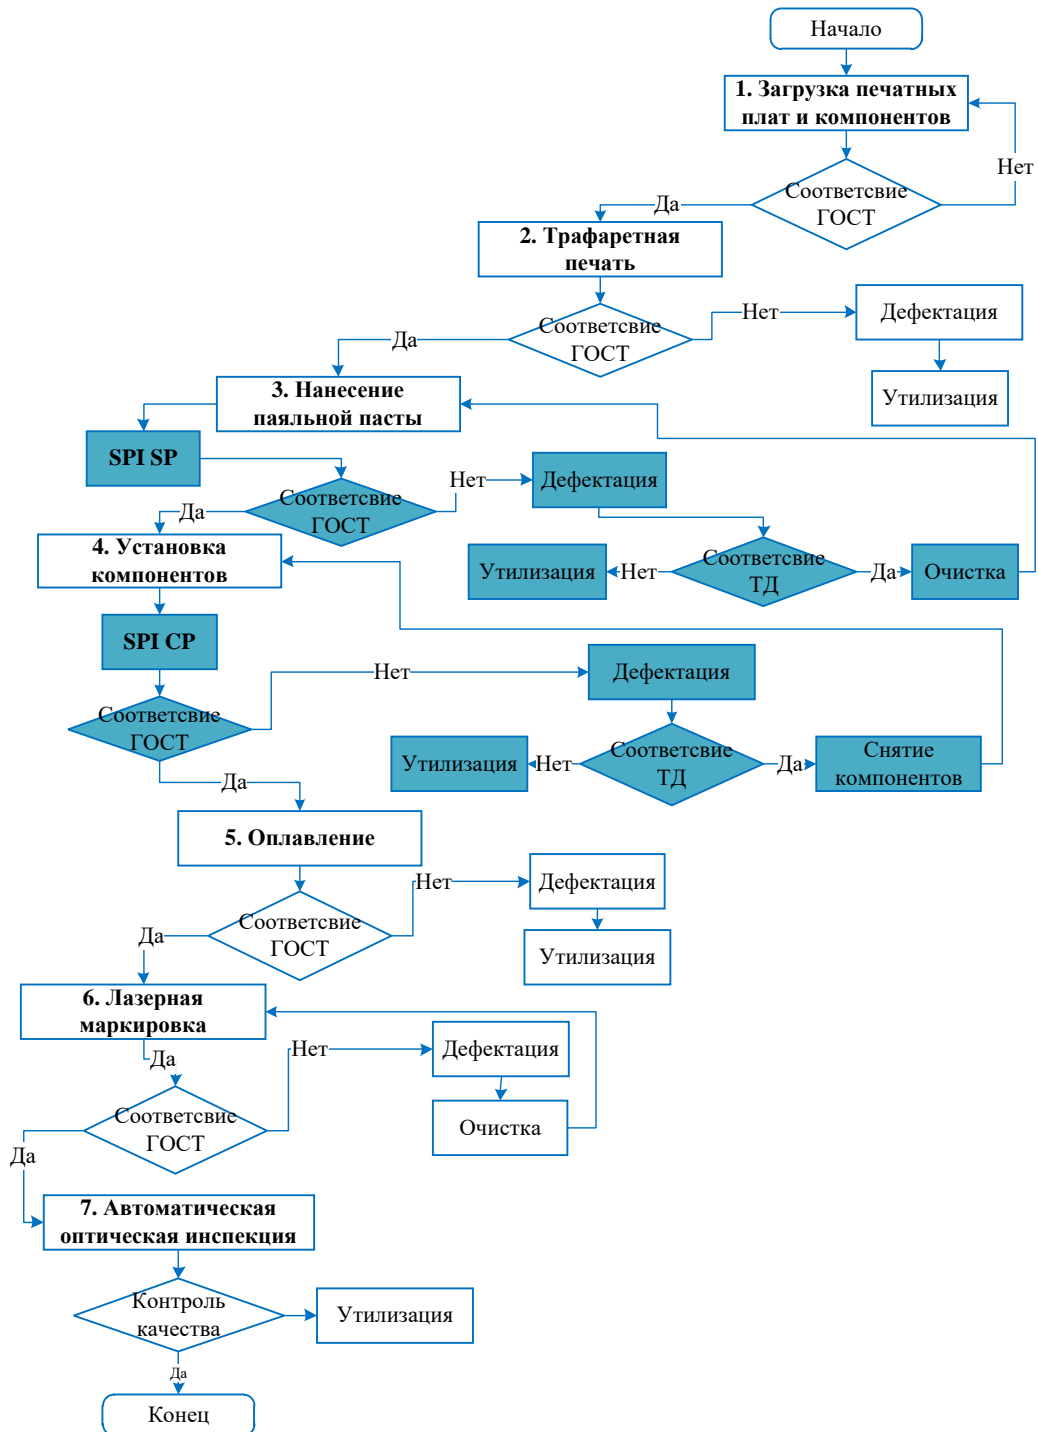 Начало
1. Загрузка печатных
плат и компонентов
Нет
Соответсвие
ГОСТ
Да
2. Трафаретная
печать
Соответсвие
ГОСТ
Нет
Дефектация
Да
Утилизация
3. Нанесение
паяльной пасты
SPI SP
Соответсвие
ГОСТ
Нет
Дефектация
Да
4. Установка
компонентов
Утилизация
Нет
Соответсвие
ТД
Да
Очистка
SPI CP
Соответсвие
ГОСТ
Нет
Дефектация
Утилизация
Нет
Соответсвие
ТД
Да
Снятие
компонентов
Да
5. Оплавление
Соответсвие
ГОСТ
Нет
Дефектация
Да
Утилизация
6. Лазерная
маркировка
Да
Нет
Дефектация
Соответсвие
ГОСТ
Очистка
Да
7. Автоматическая
оптическая инспекция
Контроль
качества
Утилизация
Да
Конец